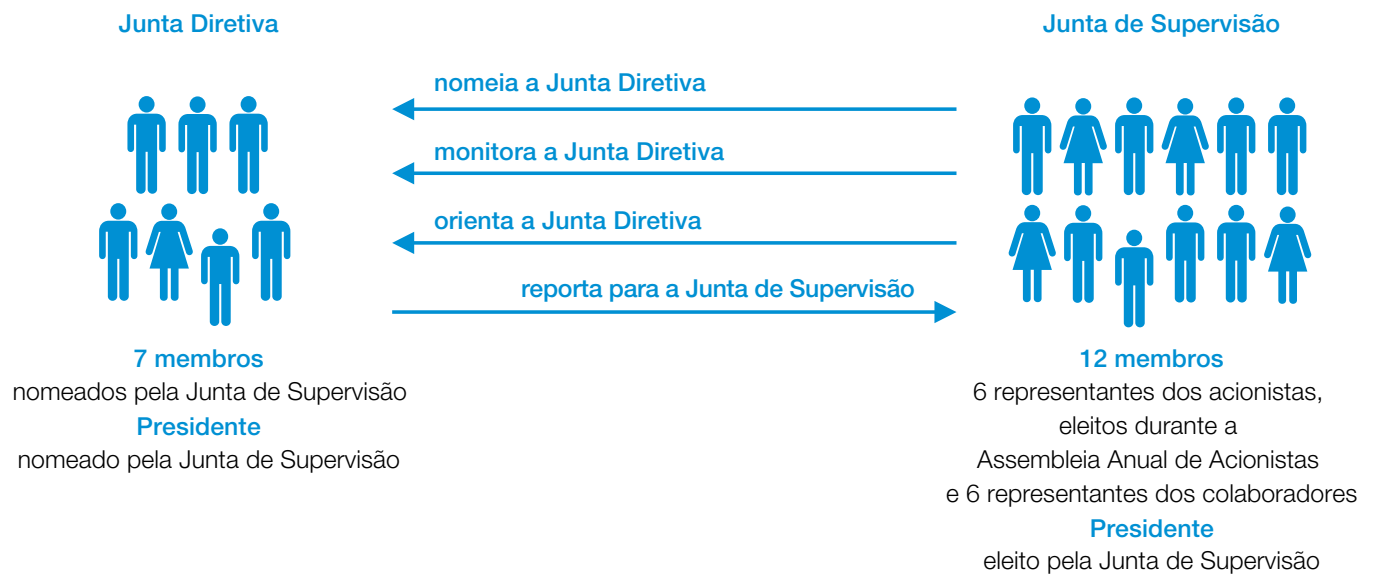 Junta Diretiva
Junta de Supervisão
nomeia a Junta Diretiva
monitora a Junta Diretiva
orienta a Junta Diretiva
reporta para a Junta de Supervisão
7 membros
nomeados pela Junta de Supervisão
Presidente
nomeado pela Junta de Supervisão
12 membros
6 representantes dos acionistas,
eleitos durante a
Assembleia Anual de Acionistas
e 6 representantes dos colaboradores
Presidente
eleito pela Junta de Supervisão